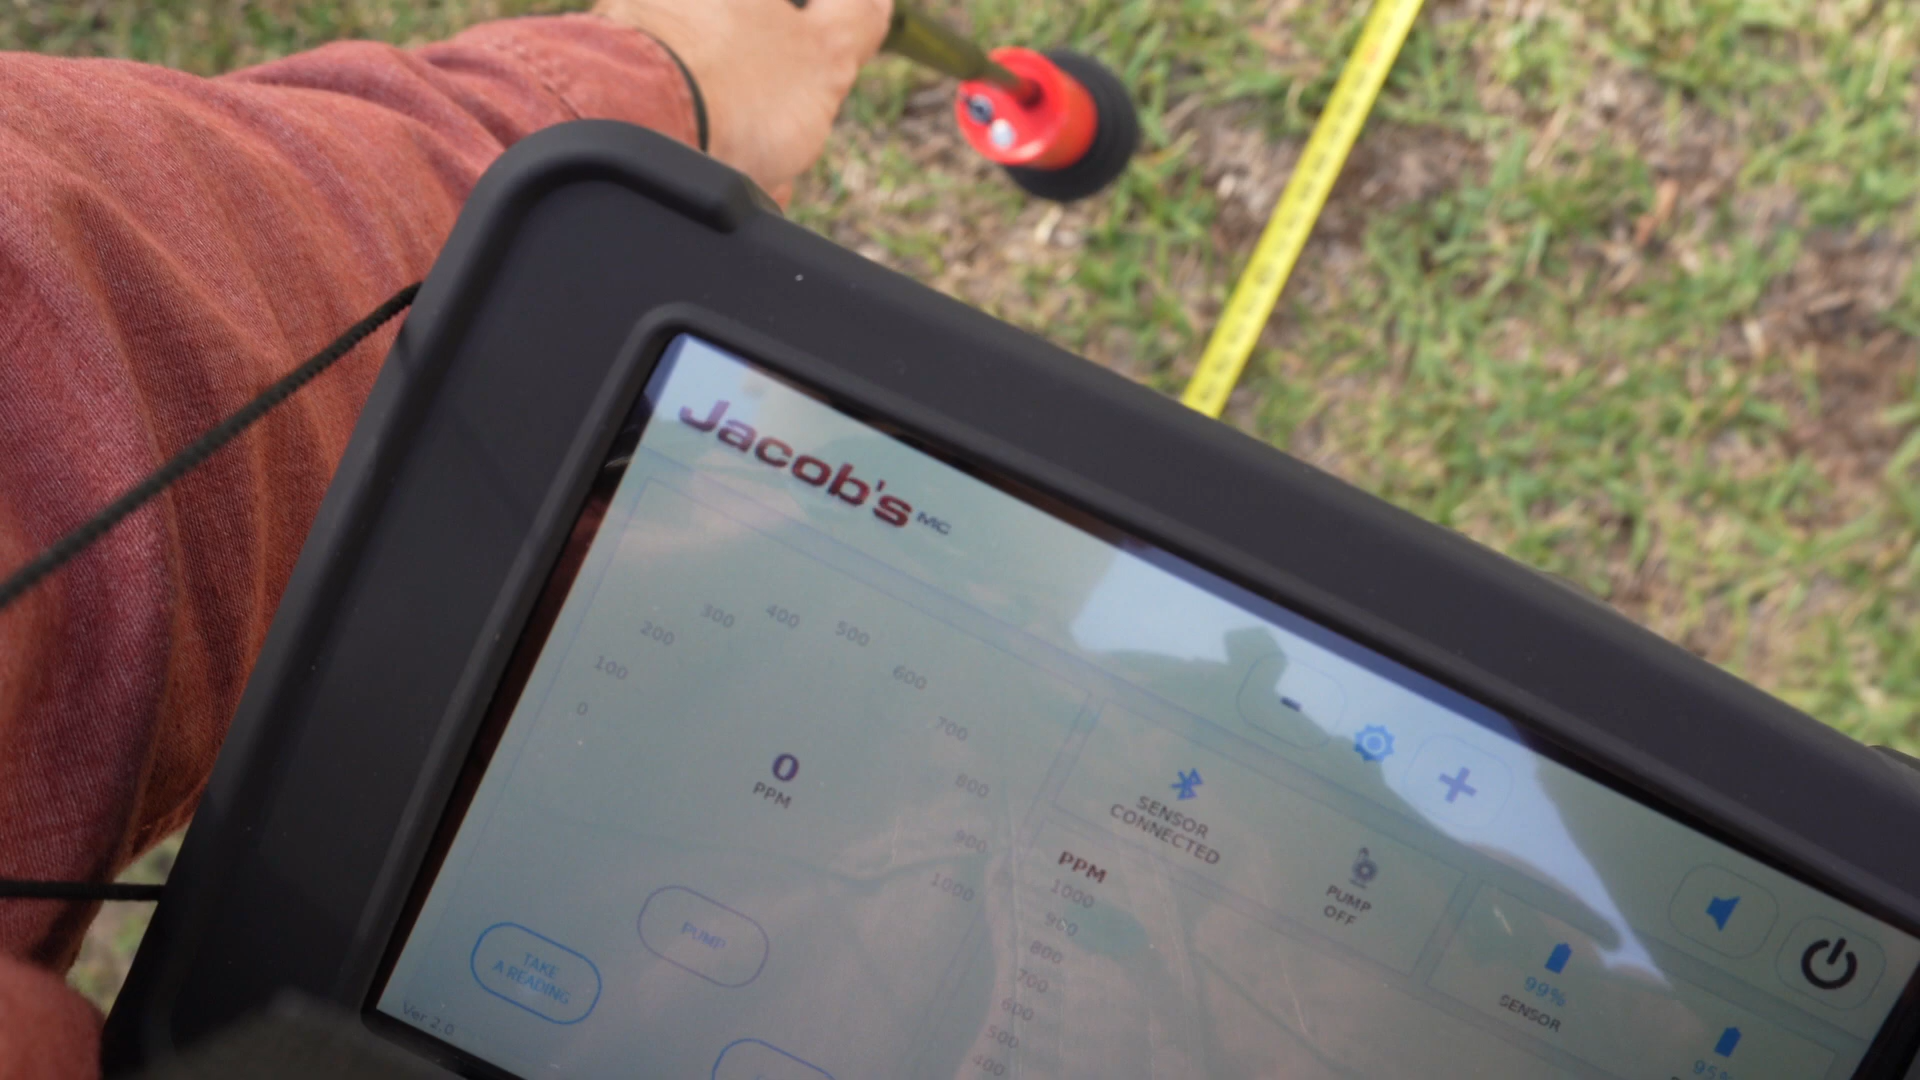 Jacob's MC
0
100
200
300
400
500
600
700
800
900
1000
0
PPM
PUMP
TAKE
A READING
Ver 2.0
SENSOR
CONNECTED
PUMP
OFF
PPM
1000
900
800
700
600
500
400
99%
SENSOR
95%